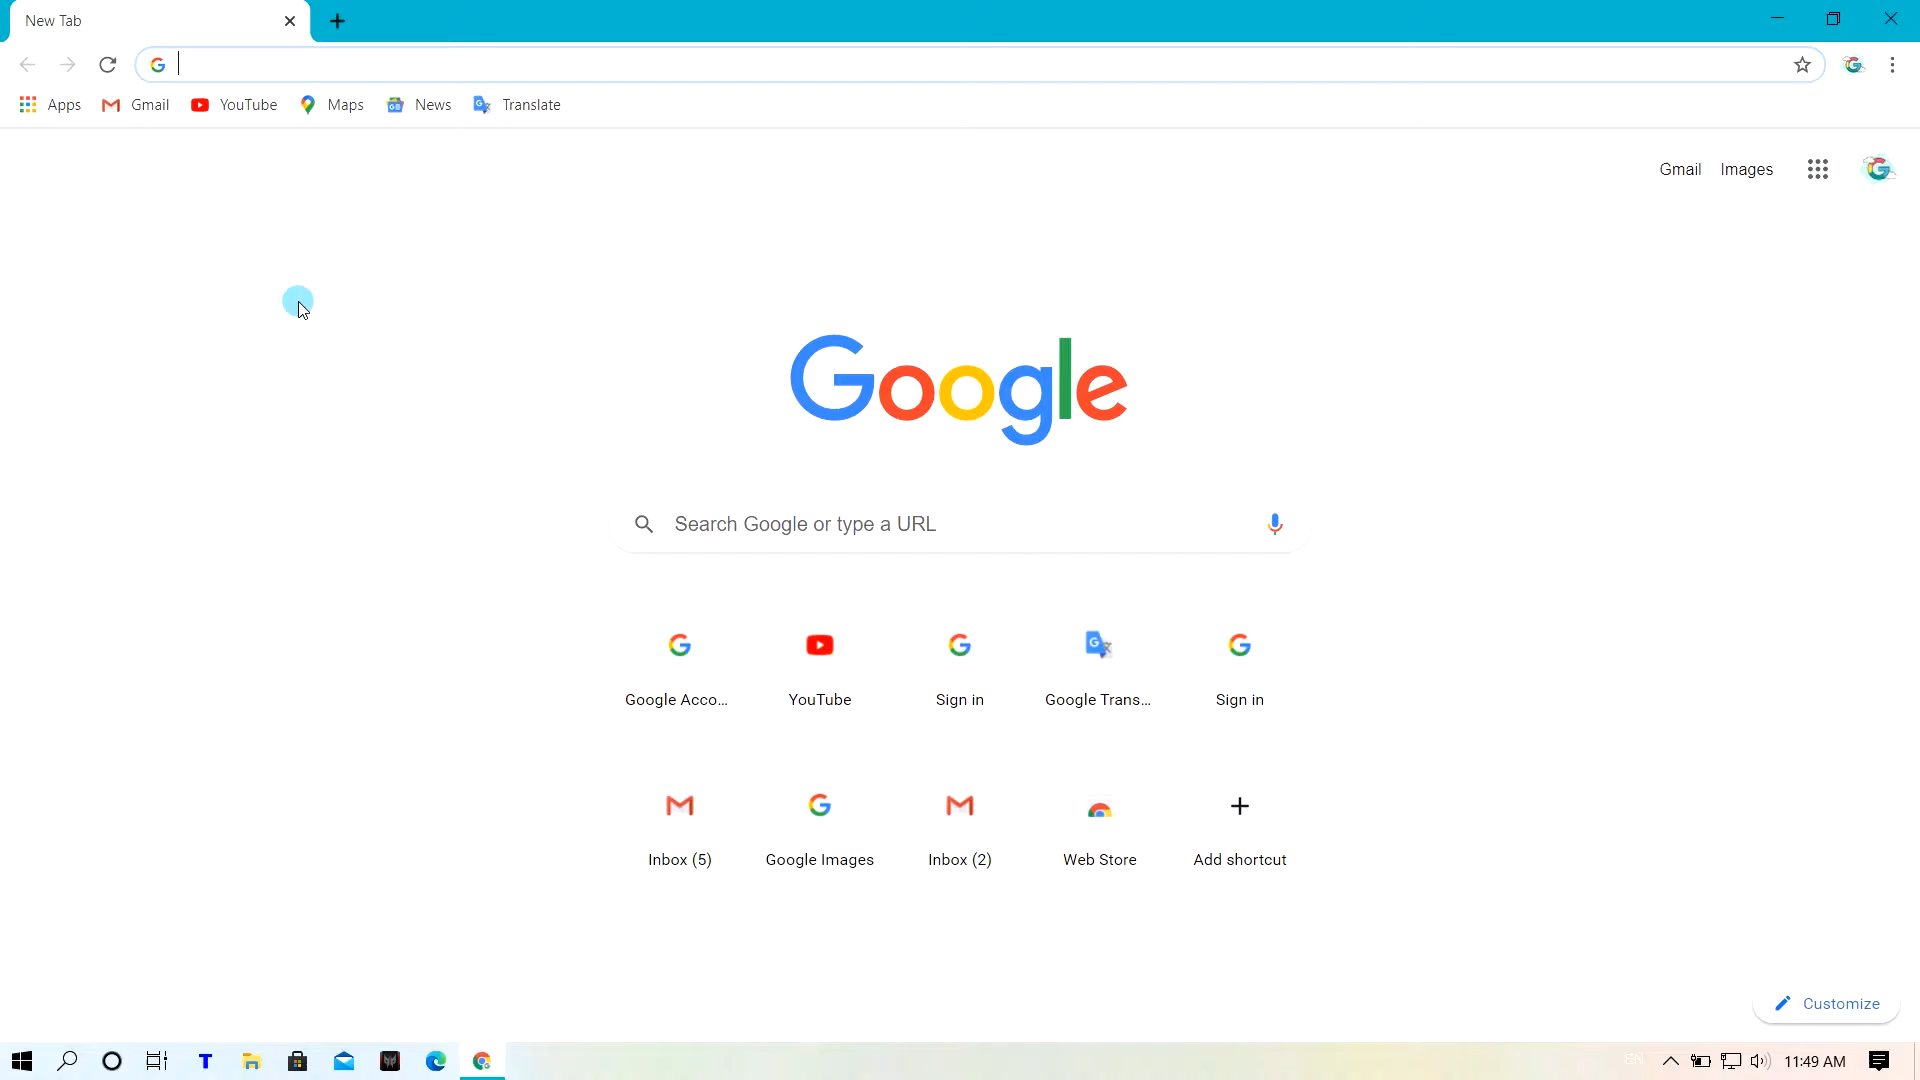 New Tab
Apps Gmail YouTube Maps News Translate
Gmail Images
Google
Search Google or type a URL
Google Acco... YouTube Sign in Google Trans... Sign in
Inbox (5) Google Images Inbox (2) Web Store Add shortcut
Customize
EN 11:49 AM